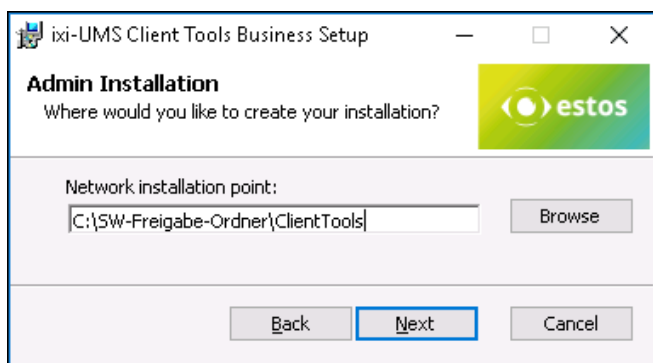 ixi-UMS Client Tools Business Setup
Admin Installation
Where would you like to create your installation?
estos
Network installation point:
C:\SW-Freigabe-Ordner\ClientTools
Browse
Back
Next
Cancel